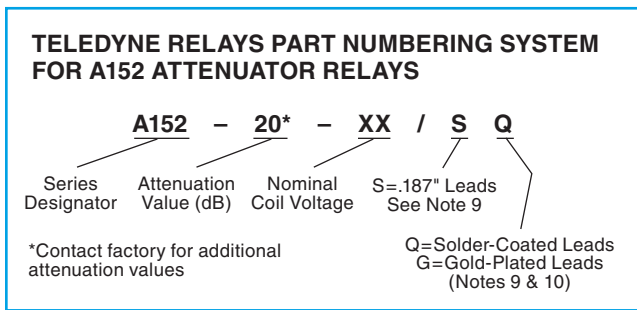 TELEDYNE RELAYS PART NUMBERING SYSTEM
FOR A152 ATTENUATOR RELAYS
A152 – 20* – XX / S Q
Series
Designator
Attenuation
Value (dB)
Nominal
Coil Voltage
S=.187" Leads
See Note 9
*Contact factory for additional
attenuation values
Q=Solder-Coated Leads
G=Gold-Plated Leads
(Notes 9 & 10)